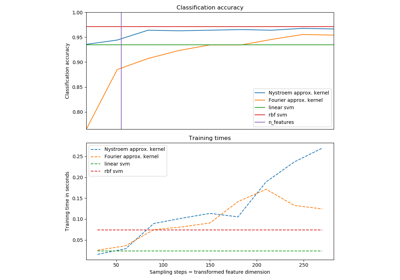 Classification accuracy
1.00
0.95
0.90
0.85
0.80
Classification accuracy
Nystroem approx. kernel
Fourier approx. kernel
linear svm
rbf svm
n_features
Training times
0.25
0.20
0.15
0.10
0.05
Training time in seconds
Nystroem approx. kernel
Fourier approx. kernel
linear svm
rbf svm
50
100
150
200
250
Sampling steps = transformed feature dimension